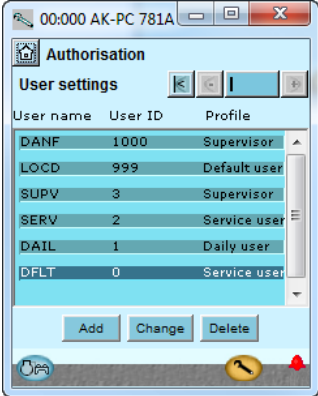 00:000 AK-PC 781A
Authorisation
User settings
User name User ID Profile
DANF 1000 Supervisor
LOCD 999 Default user
SUPV 3 Supervisor
SERV 2 Service user
DAIL 1 Daily user
DFLT 0 Service user
Add Change Delete